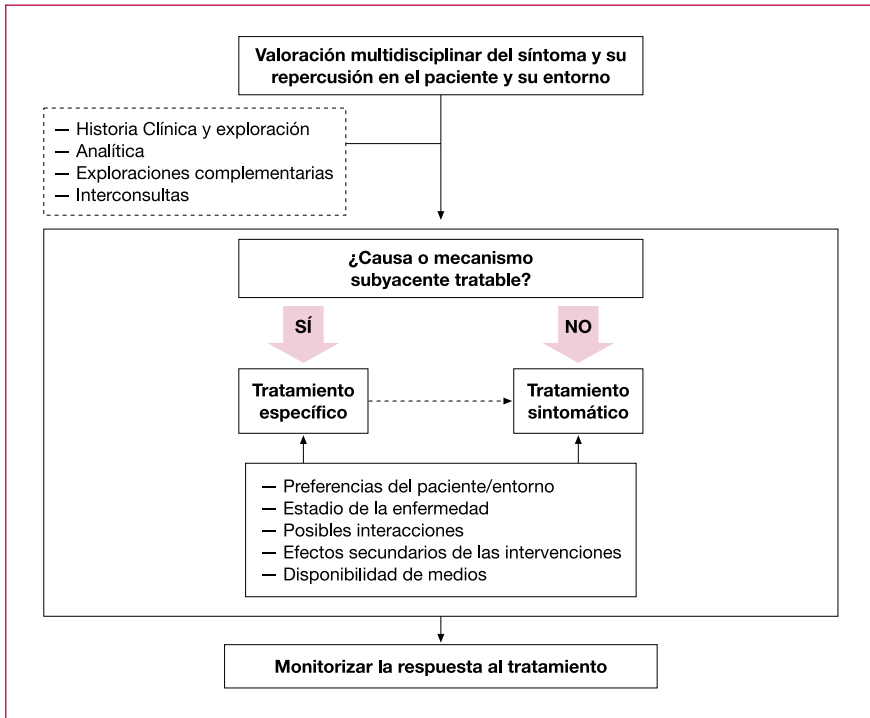 Valoración multidisciplinar del síntoma y su
repercusión en el paciente y su entorno
— Historia Clínica y exploración
— Analítica
— Exploraciones complementarias
— Interconsultas
¿Causa o mecanismo
subyacente tratable?
SÍ
NO
Tratamiento
específico
Tratamiento
sintomático
— Preferencias del paciente/entorno
— Estadio de la enfermedad
— Posibles interacciones
— Efectos secundarios de las intervenciones
— Disponibilidad de medios
Monitorizar la respuesta al tratamiento